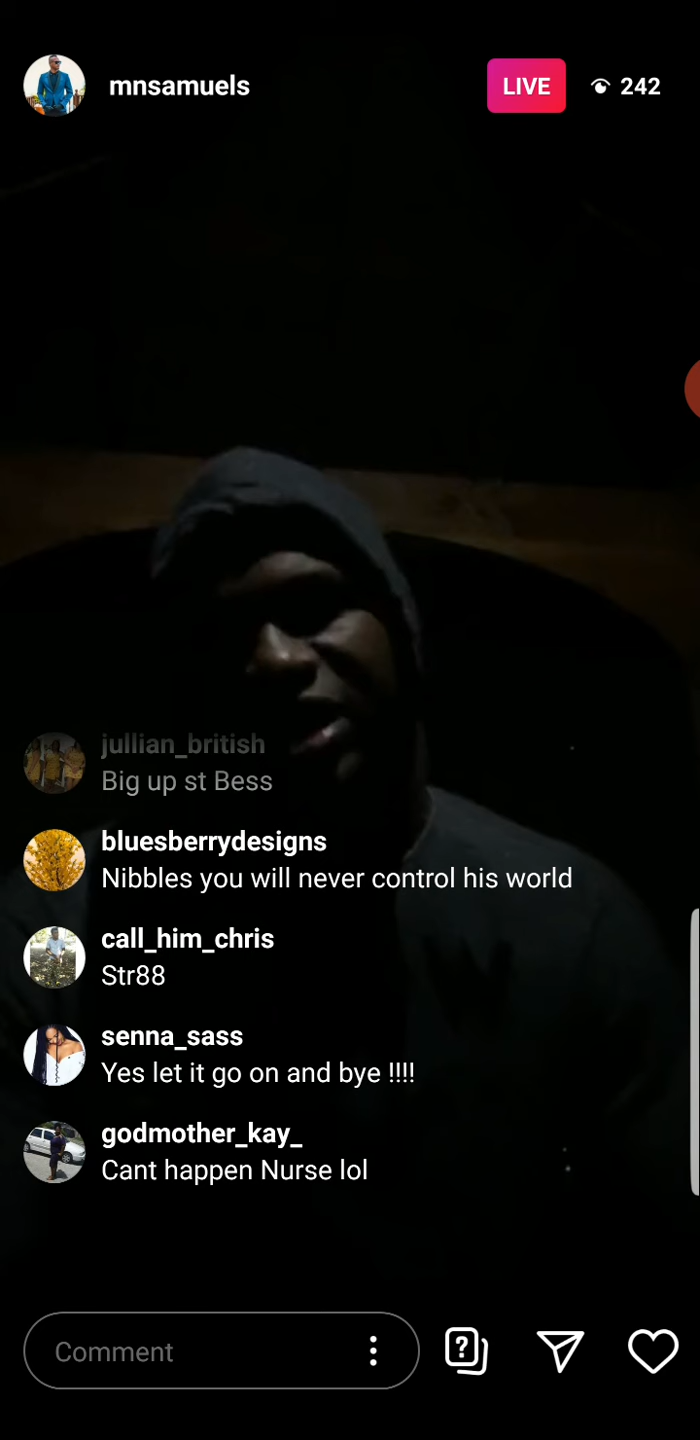 mnsamuels
LIVE
242
jullian_british
Big up st Bess
bluesberrydesigns
Nibbles you will never control his world
call_him_chris
Str88
senna_sass
Yes let it go on and bye !!!!
godmother_kay_
Cant happen Nurse lol
Comment
?